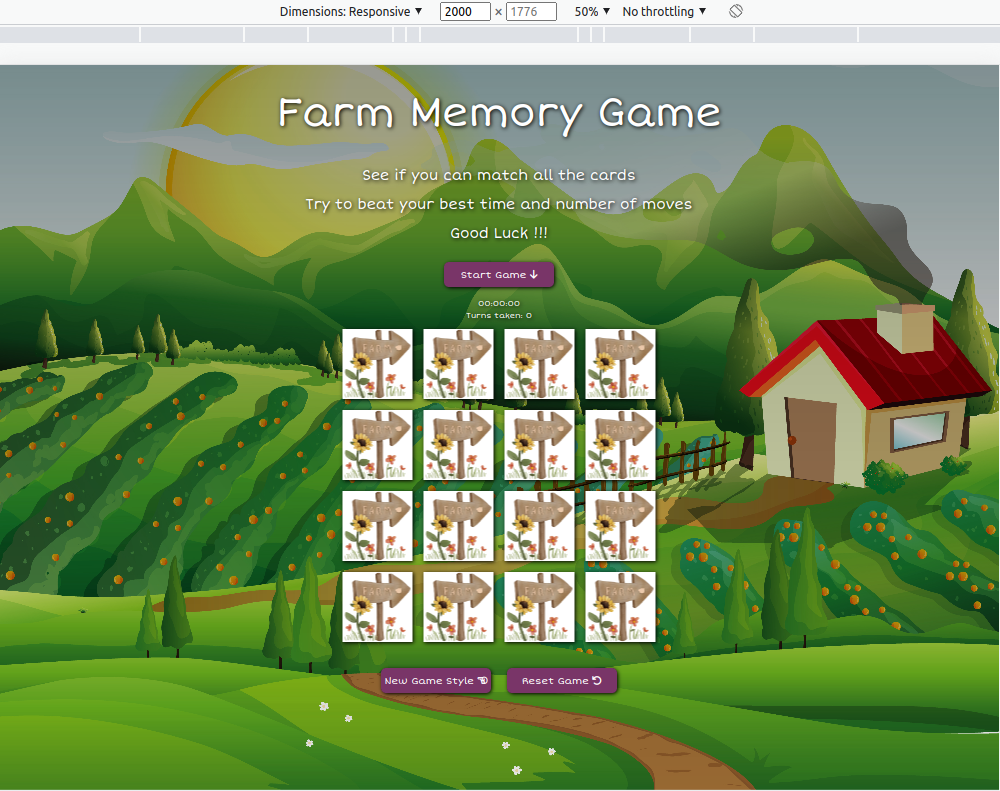 Dimensions: Responsive ▼ 2000 × 1776 50% ▼ No throttling ▼
Farm Memory Game
See if you can match all the cards
Try to beat your best time and number of moves
Good Luck !!!
Start Game
00:00:00
Turns taken: 0
FARM FARM FARM FARM
FARM FARM FARM FARM
FARM FARM FARM FARM
FARM FARM FARM FARM
New Game Style
Reset Game